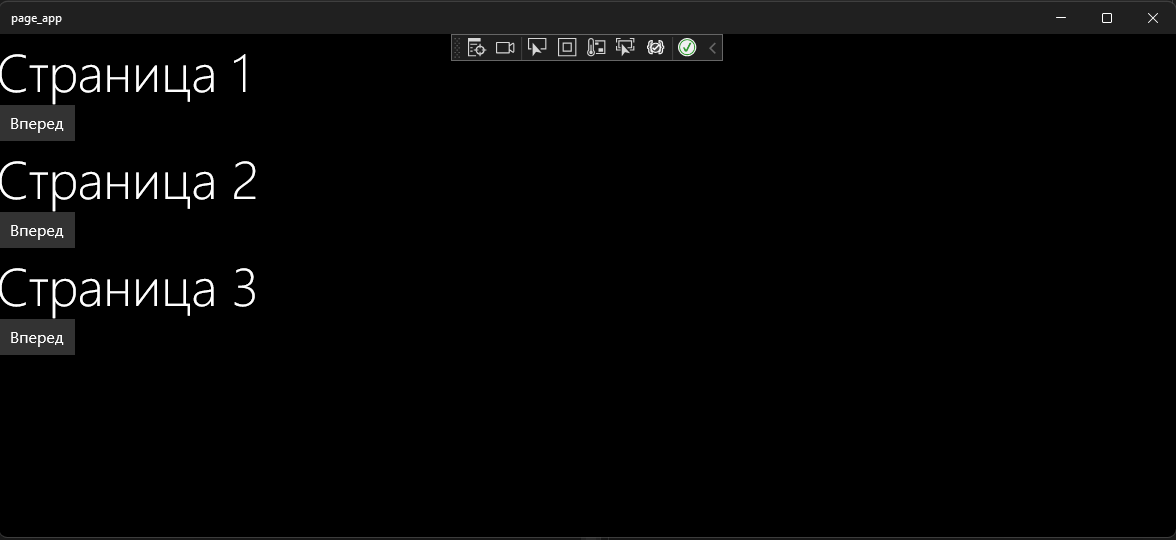 page_app
Страница 1
Вперед
Страница 2
Вперед
Страница 3
Вперед